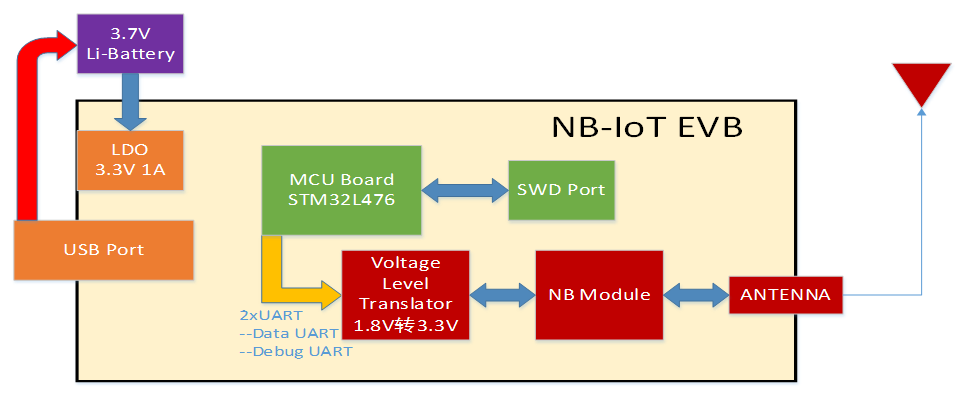 3.7V
Li-Battery
NB-IoT EVB
LDO
3.3V 1A
MCU Board
STM32L476
SWD Port
USB Port
Voltage
Level
Translator
1.8V转3.3V
NB Module
ANTENNA
2xUART
--Data UART
--Debug UART